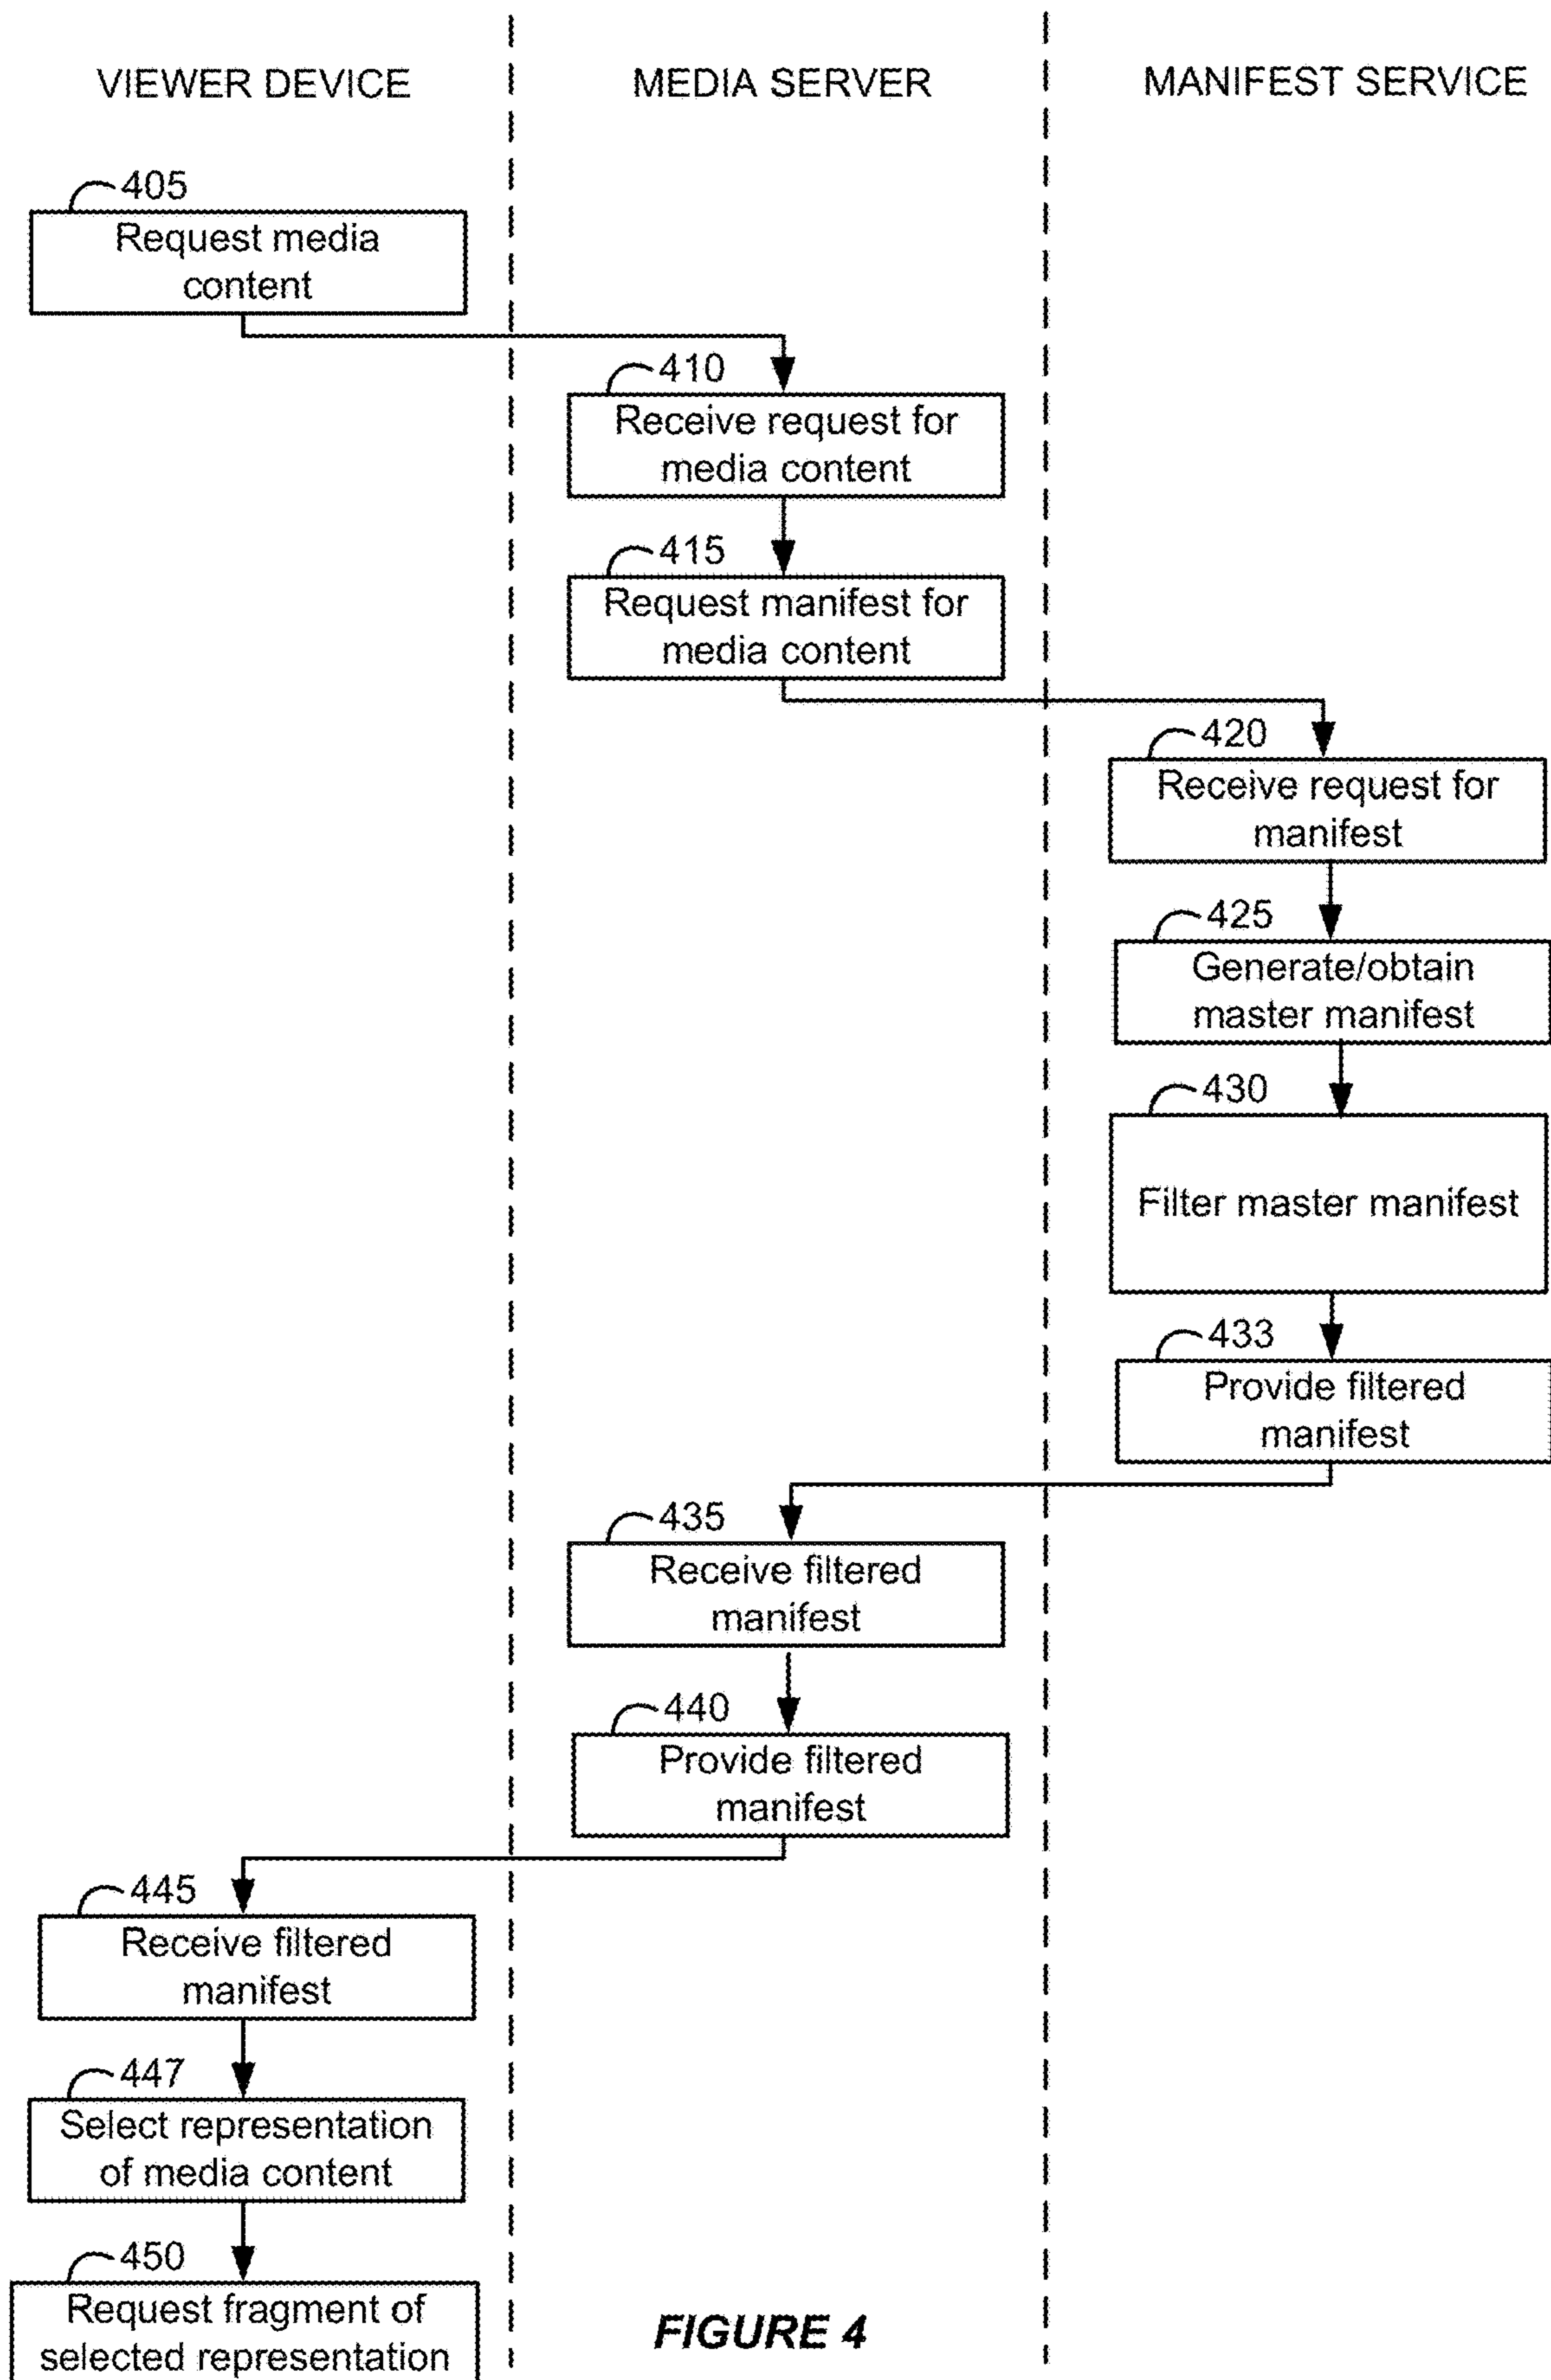 VIEWER DEVICE
MEDIA SERVER
MANIFEST SERVICE
405
Request media
content
410
Receive request for
media content
415
Request manifest for
media content
420
Receive request for
manifest
425
Generate/obtain
master manifest
430
Filter master manifest
433
Provide filtered
manifest
435
Receive filtered
manifest
440
Provide filtered
manifest
445
Receive filtered
manifest
447
Select representation
of media content
450
Request fragment of
selected representation
FIGURE 4